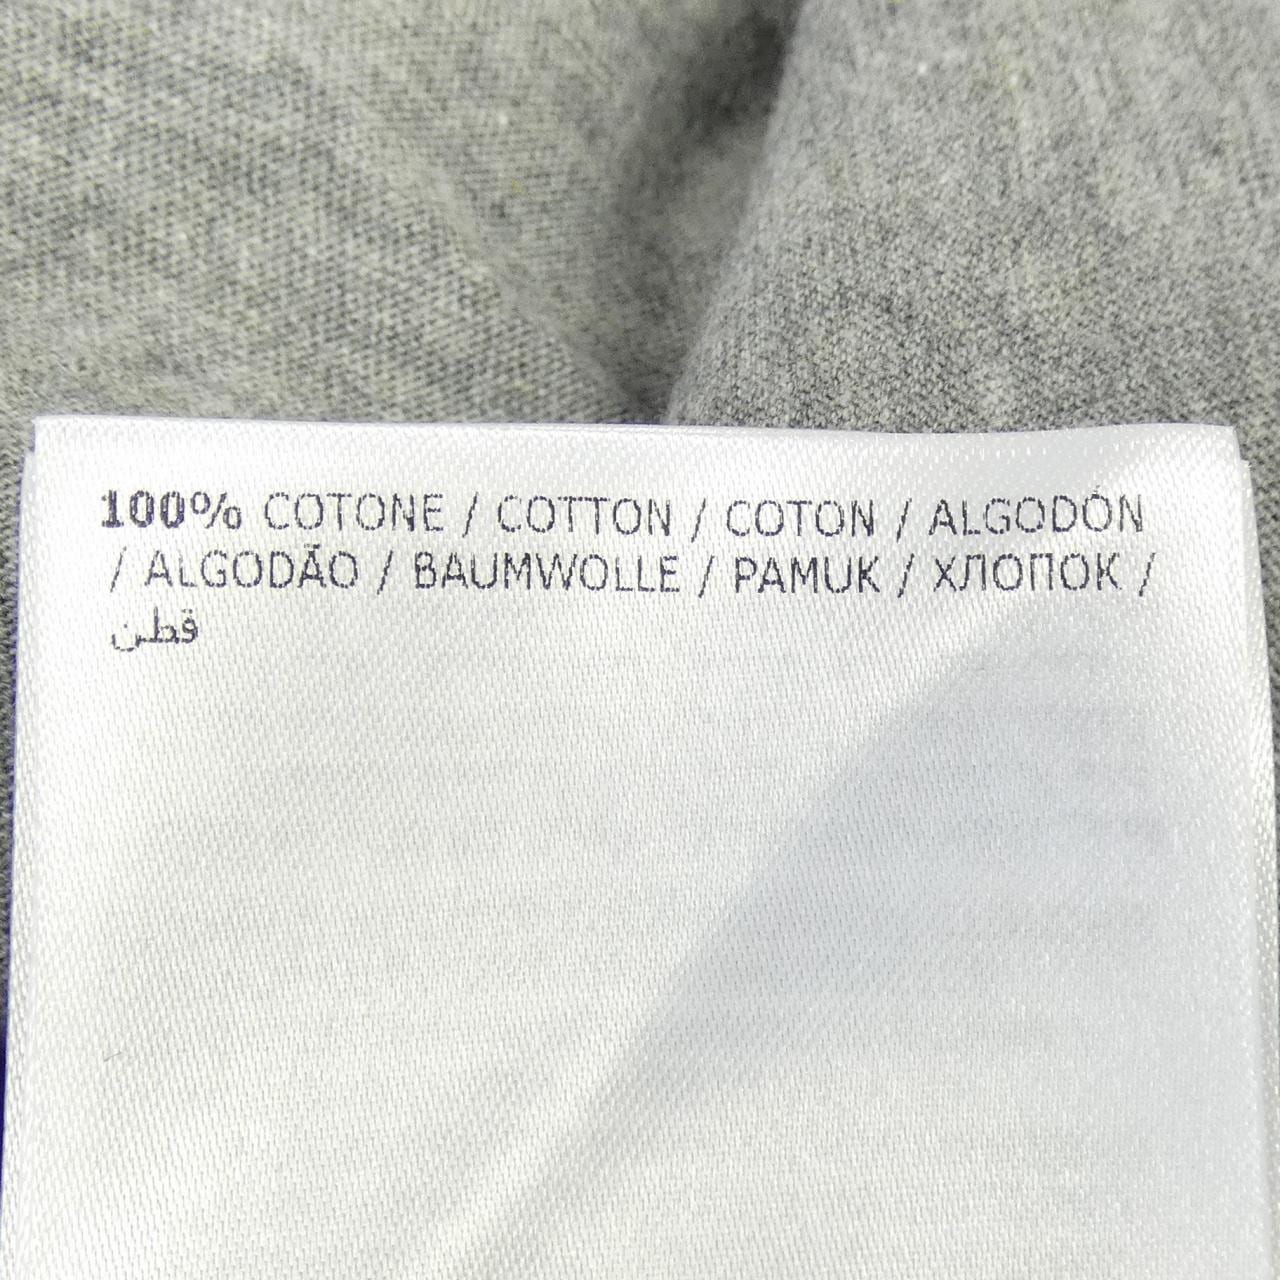 100% COTONE / COTTON / COTON / ALGODÓN
/ ALGODÃO / BAUMWOLLE / PAMUK / ХЛОПОК /
قطن